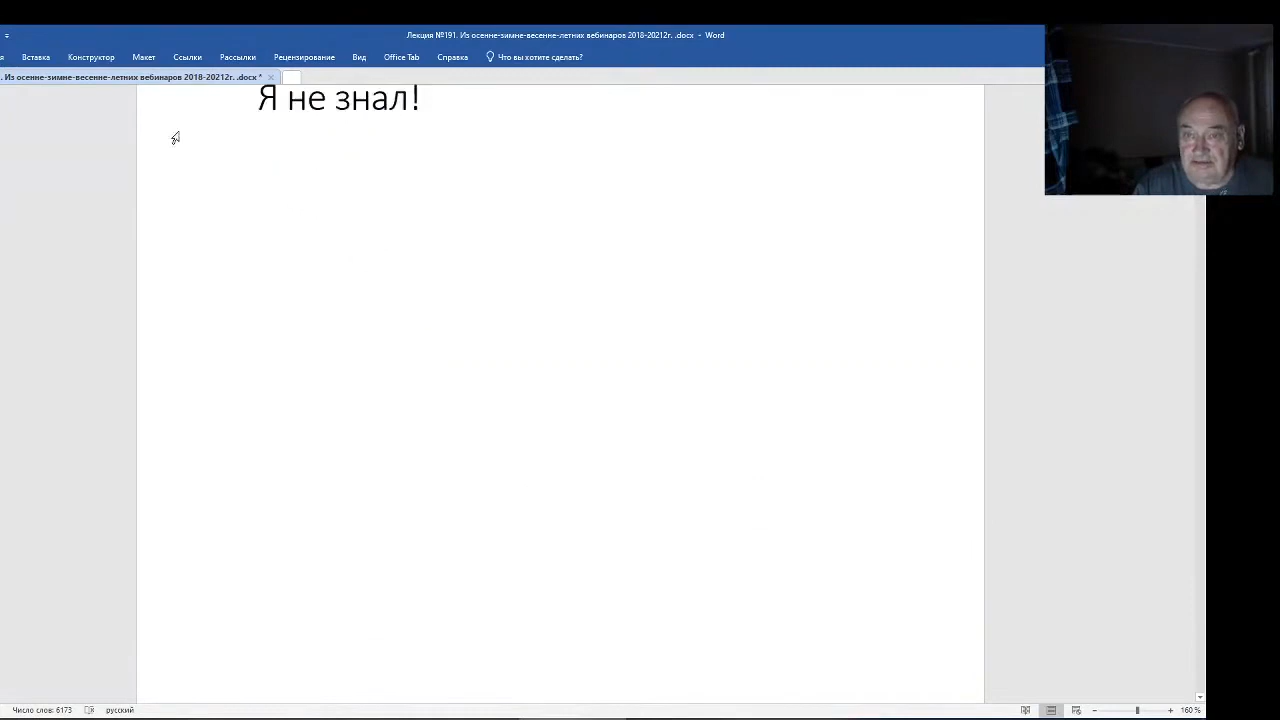 Лекция №191. Из осенне-зимне-весенне-летних вебинаров 2018-20212г. .docx - Word
Вставка Конструктор Макет Ссылки Рассылки Рецензирование Вид Office Tab Справка Что вы хотите сделать?
. Из осенне-зимне-весенне-летних вебинаров 2018-20212г. .docx *
Я не знал!
Число слов: 6173 русский 160 %